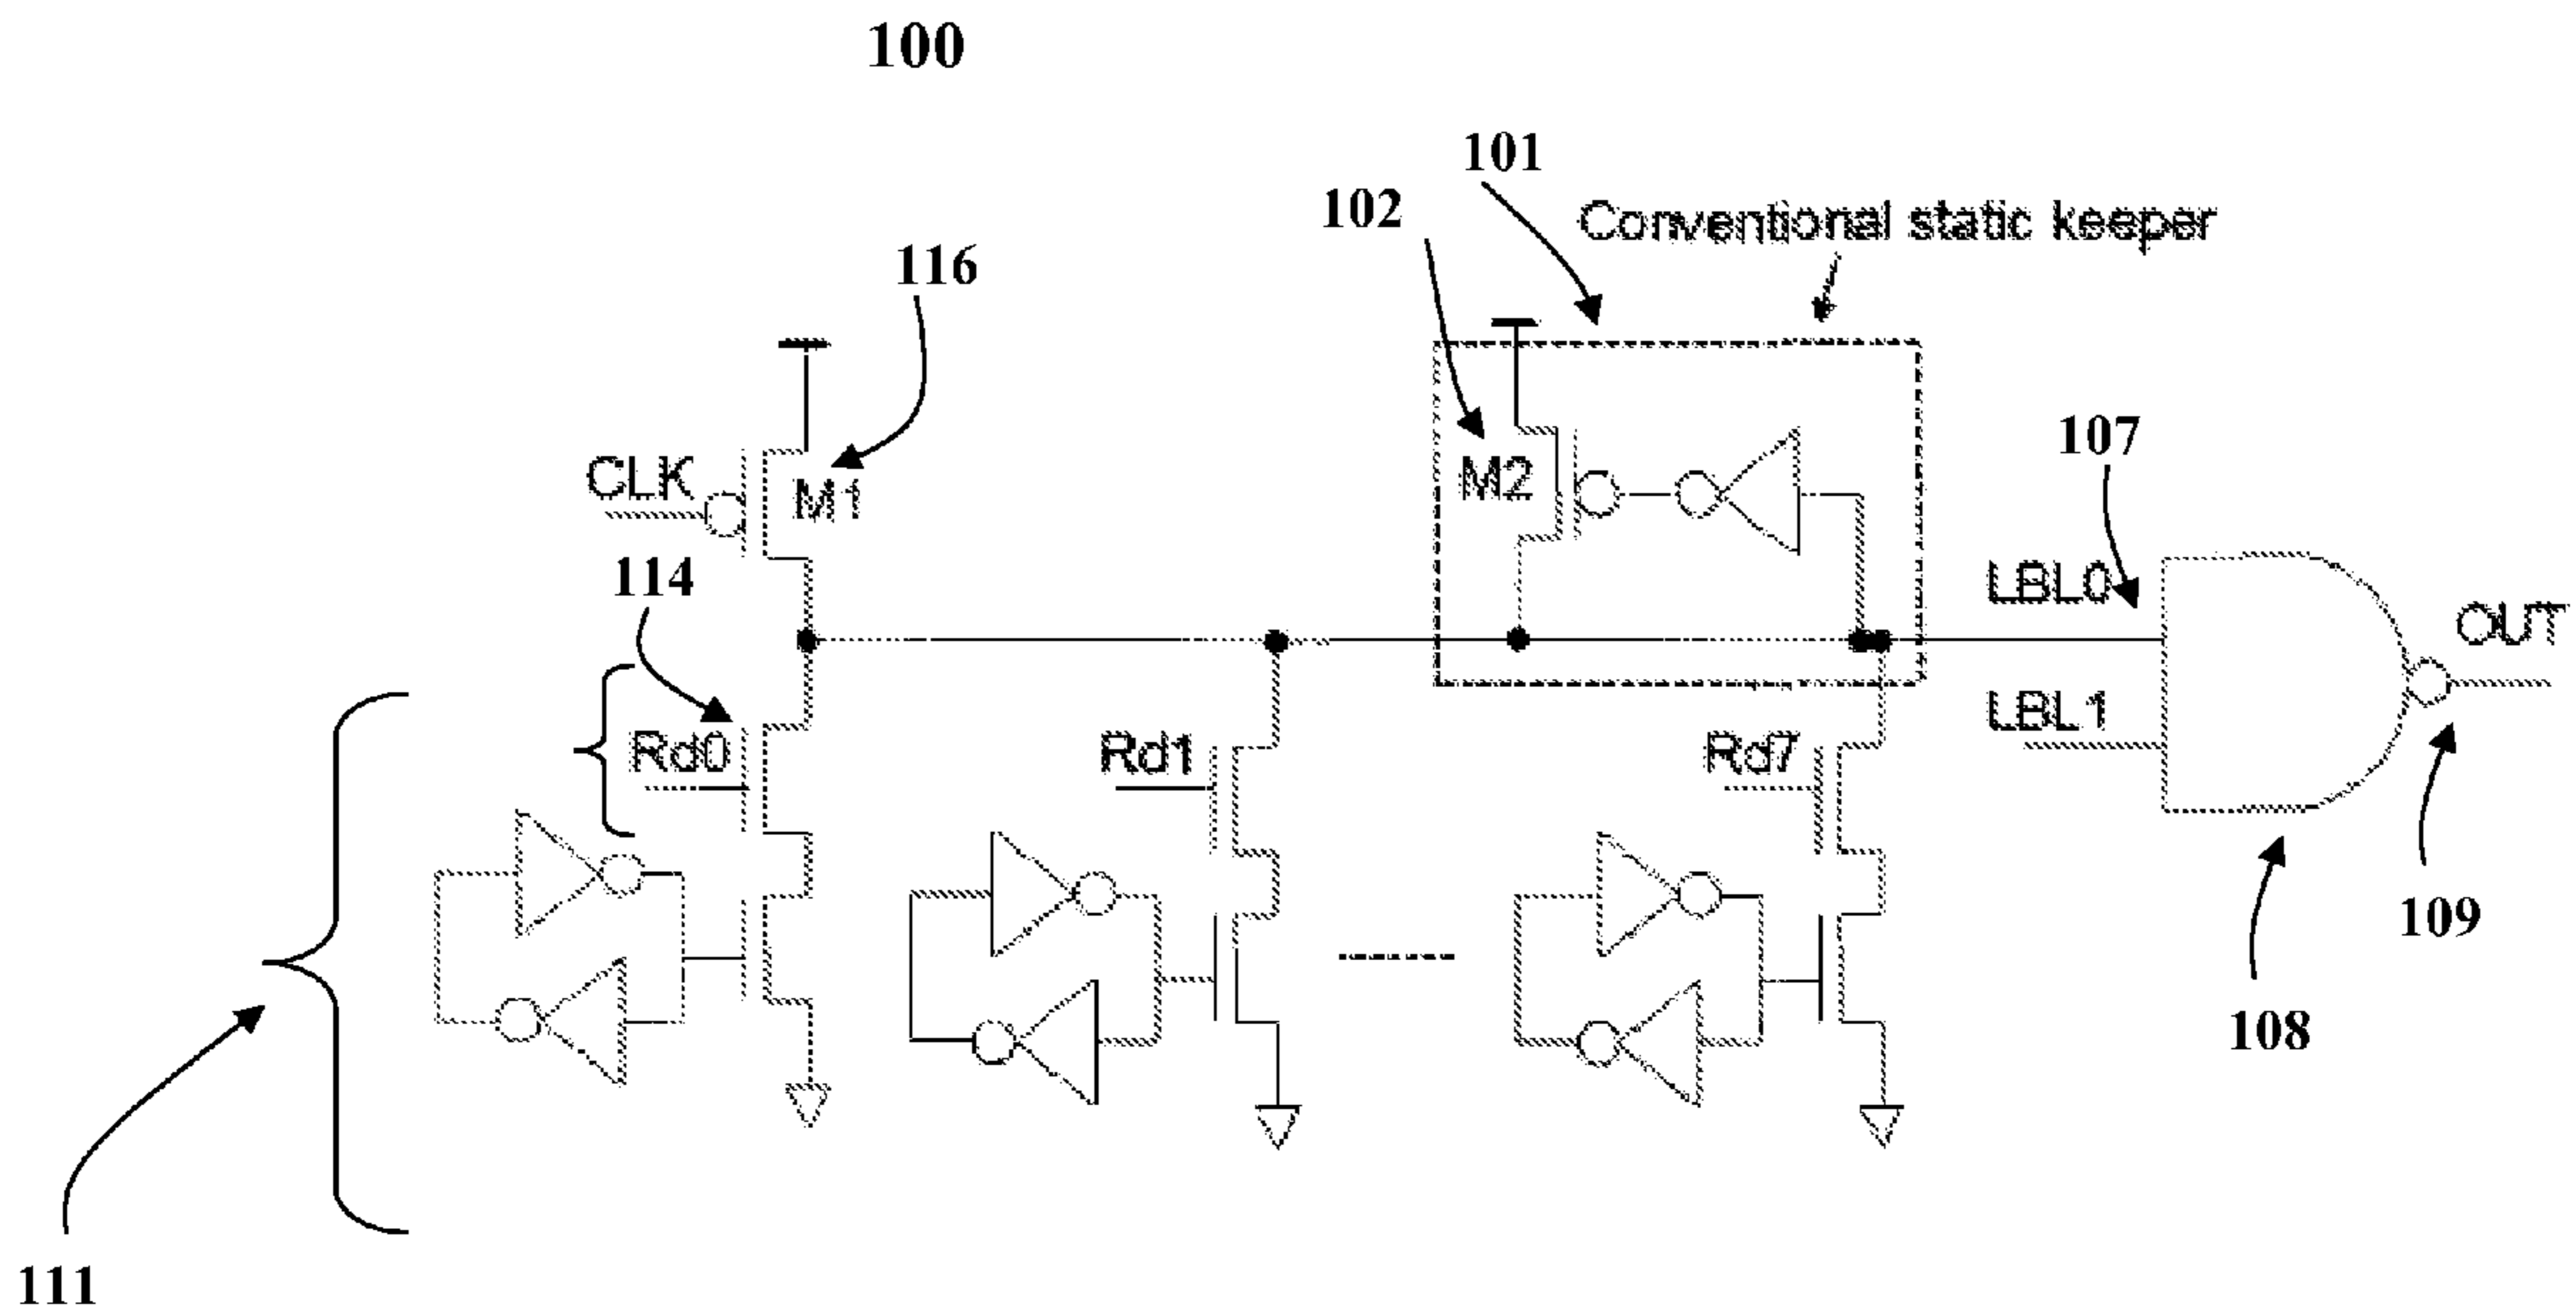 100
101
102
Conventional static keeper
116
107
CLK
M1
M2
114
LBL0
OUT
LBL1
Rd0
Rd1
Rd7
109
108
111